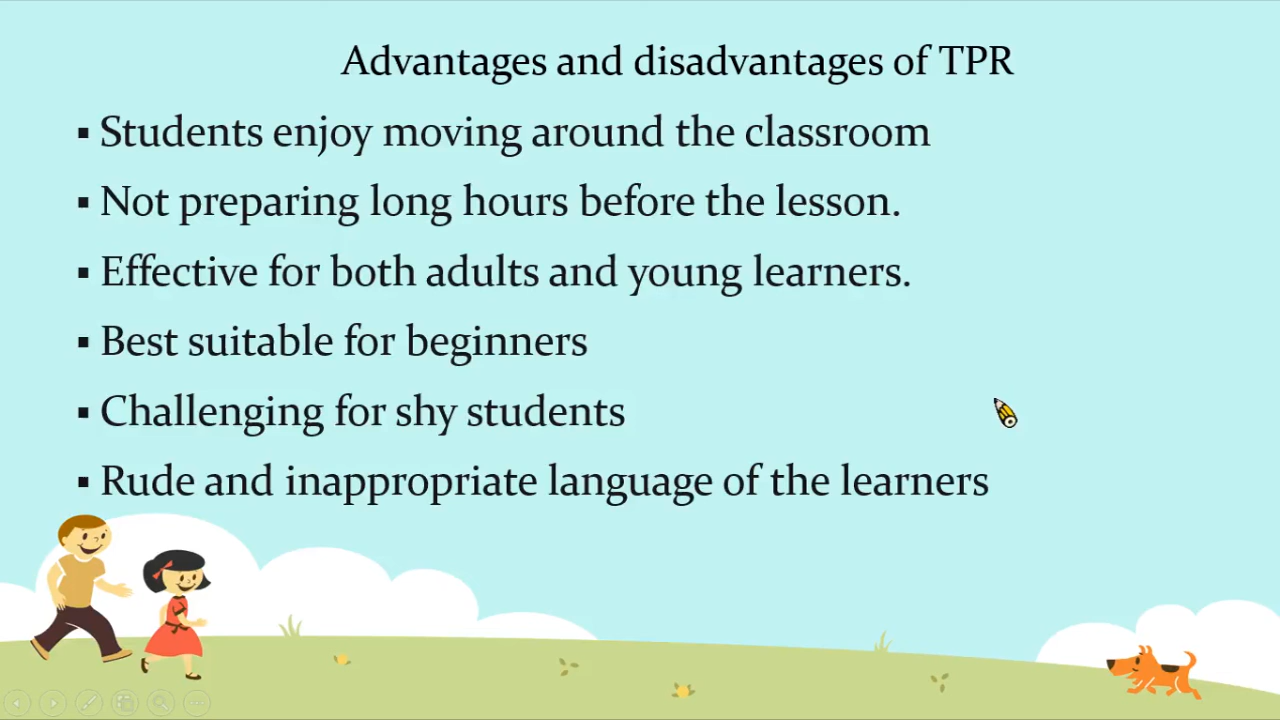 Advantages and disadvantages of TPR
▪ Students enjoy moving around the classroom
▪ Not preparing long hours before the lesson.
▪ Effective for both adults and young learners.
▪ Best suitable for beginners
▪ Challenging for shy students
▪ Rude and inappropriate language of the learners